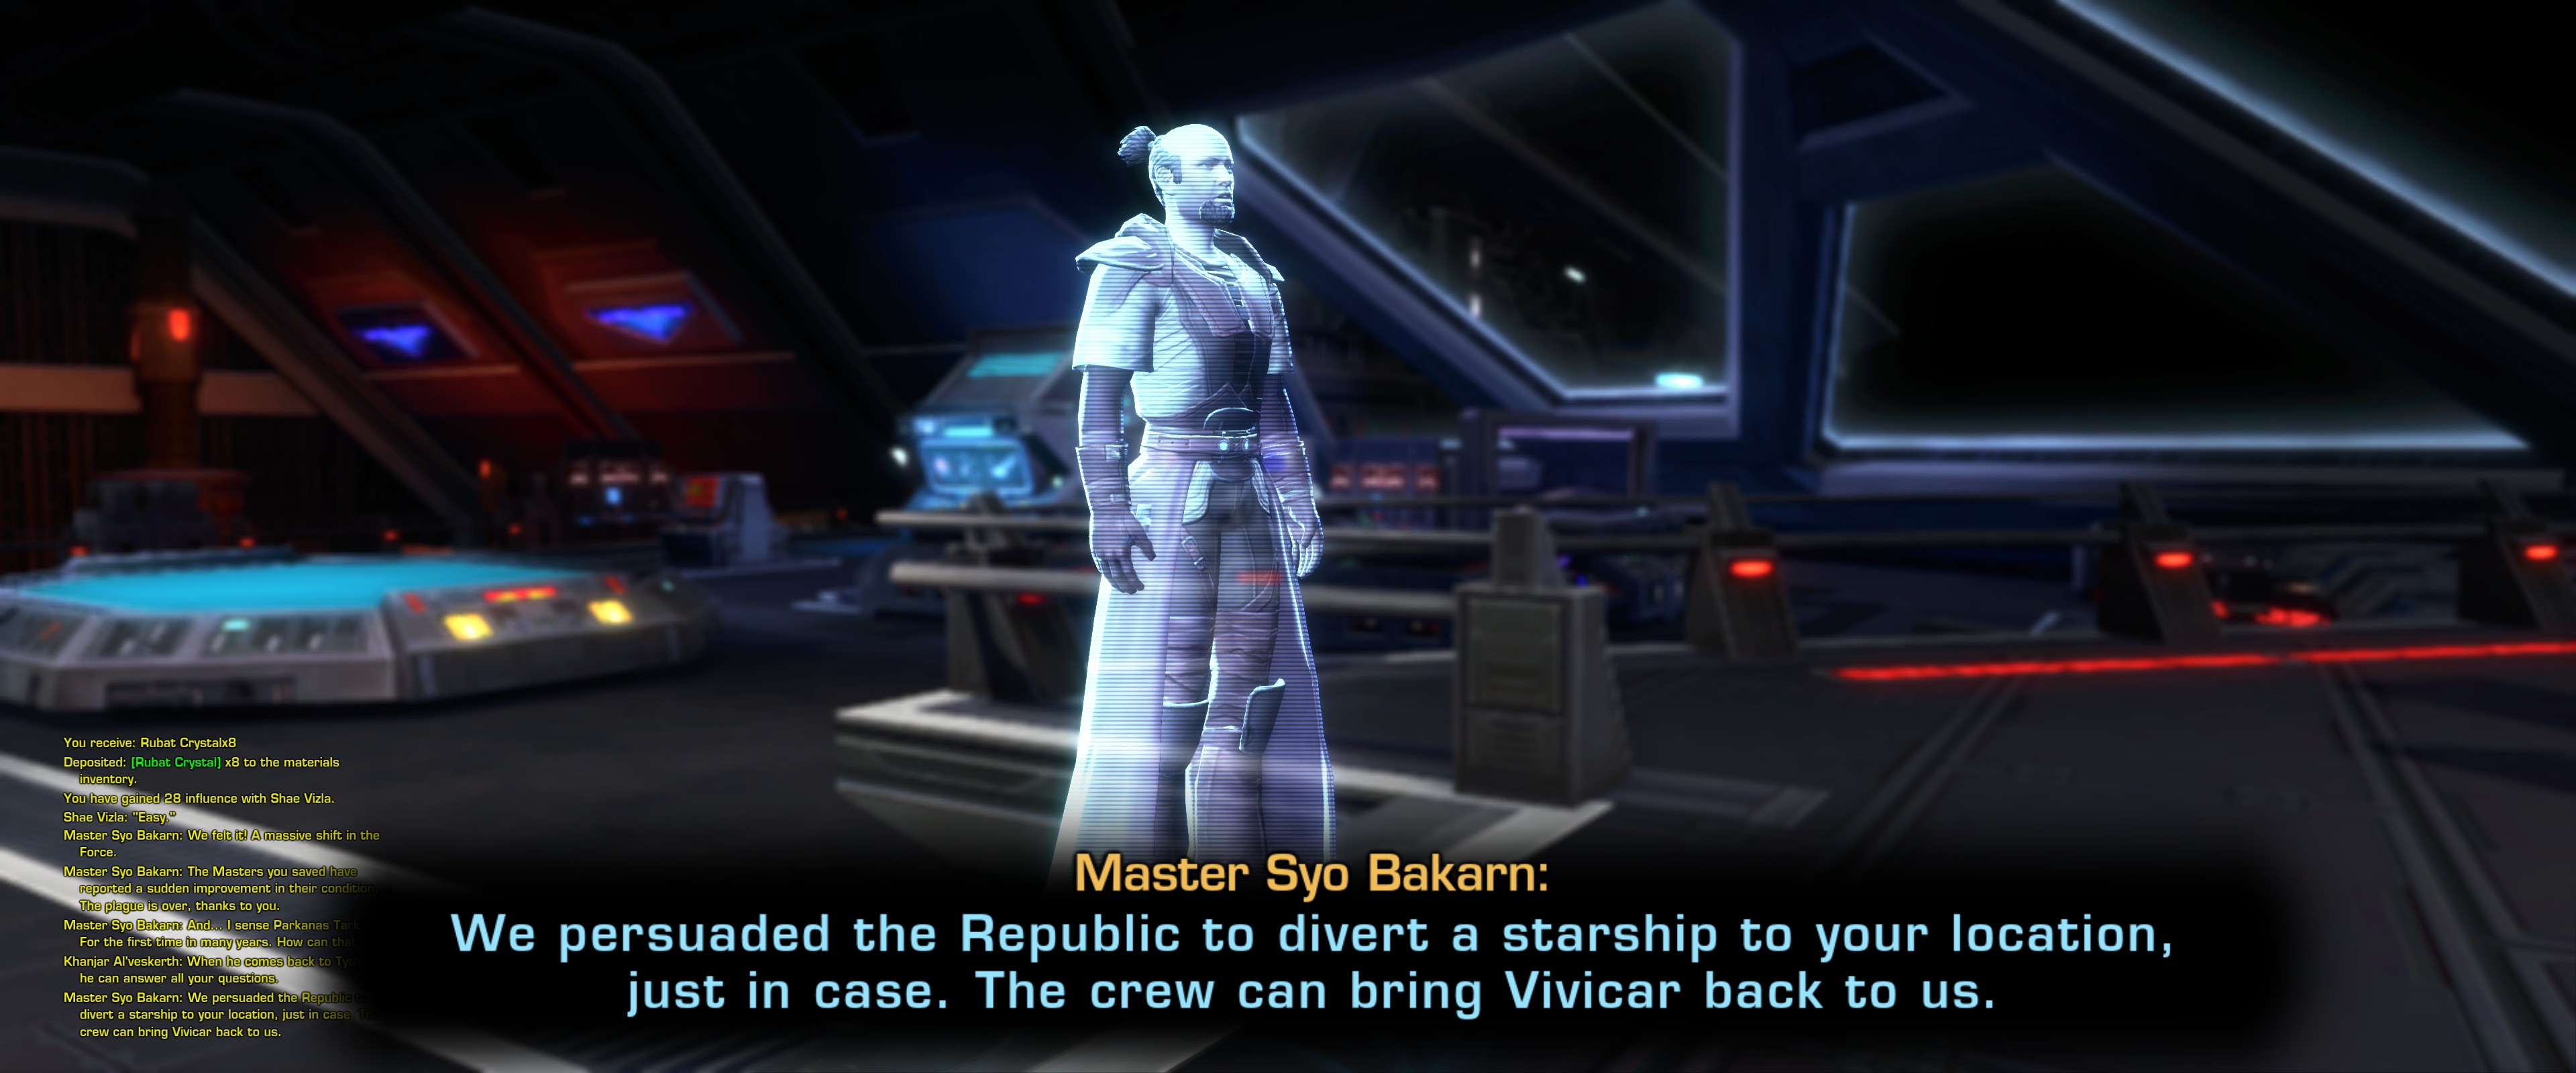 You receive: Rubat Crystalx8
Deposited: [Rubat Crystal] x8 to the materials
inventory.
You have gained 28 influence with Shae Vizla.
Shae Vizla: "Easy."
Master Syo Bakarn: We felt it! A massive shift in the
Force.
Master Syo Bakarn: The Masters you saved have
reported a sudden improvement in their condition.
The plague is over, thanks to you.
Master Syo Bakarn: And... I sense Parkanas
For the first time in many years. How can that
Khanjar Al'veskerth: When he comes back to
he can answer all your questions.
Master Syo Bakarn: We persuaded the Republic to
divert a starship to your location, just in case.
crew can bring Vivicar back to us.
Master Syo Bakarn:
We persuaded the Republic to divert a starship to your location,
just in case. The crew can bring Vivicar back to us.